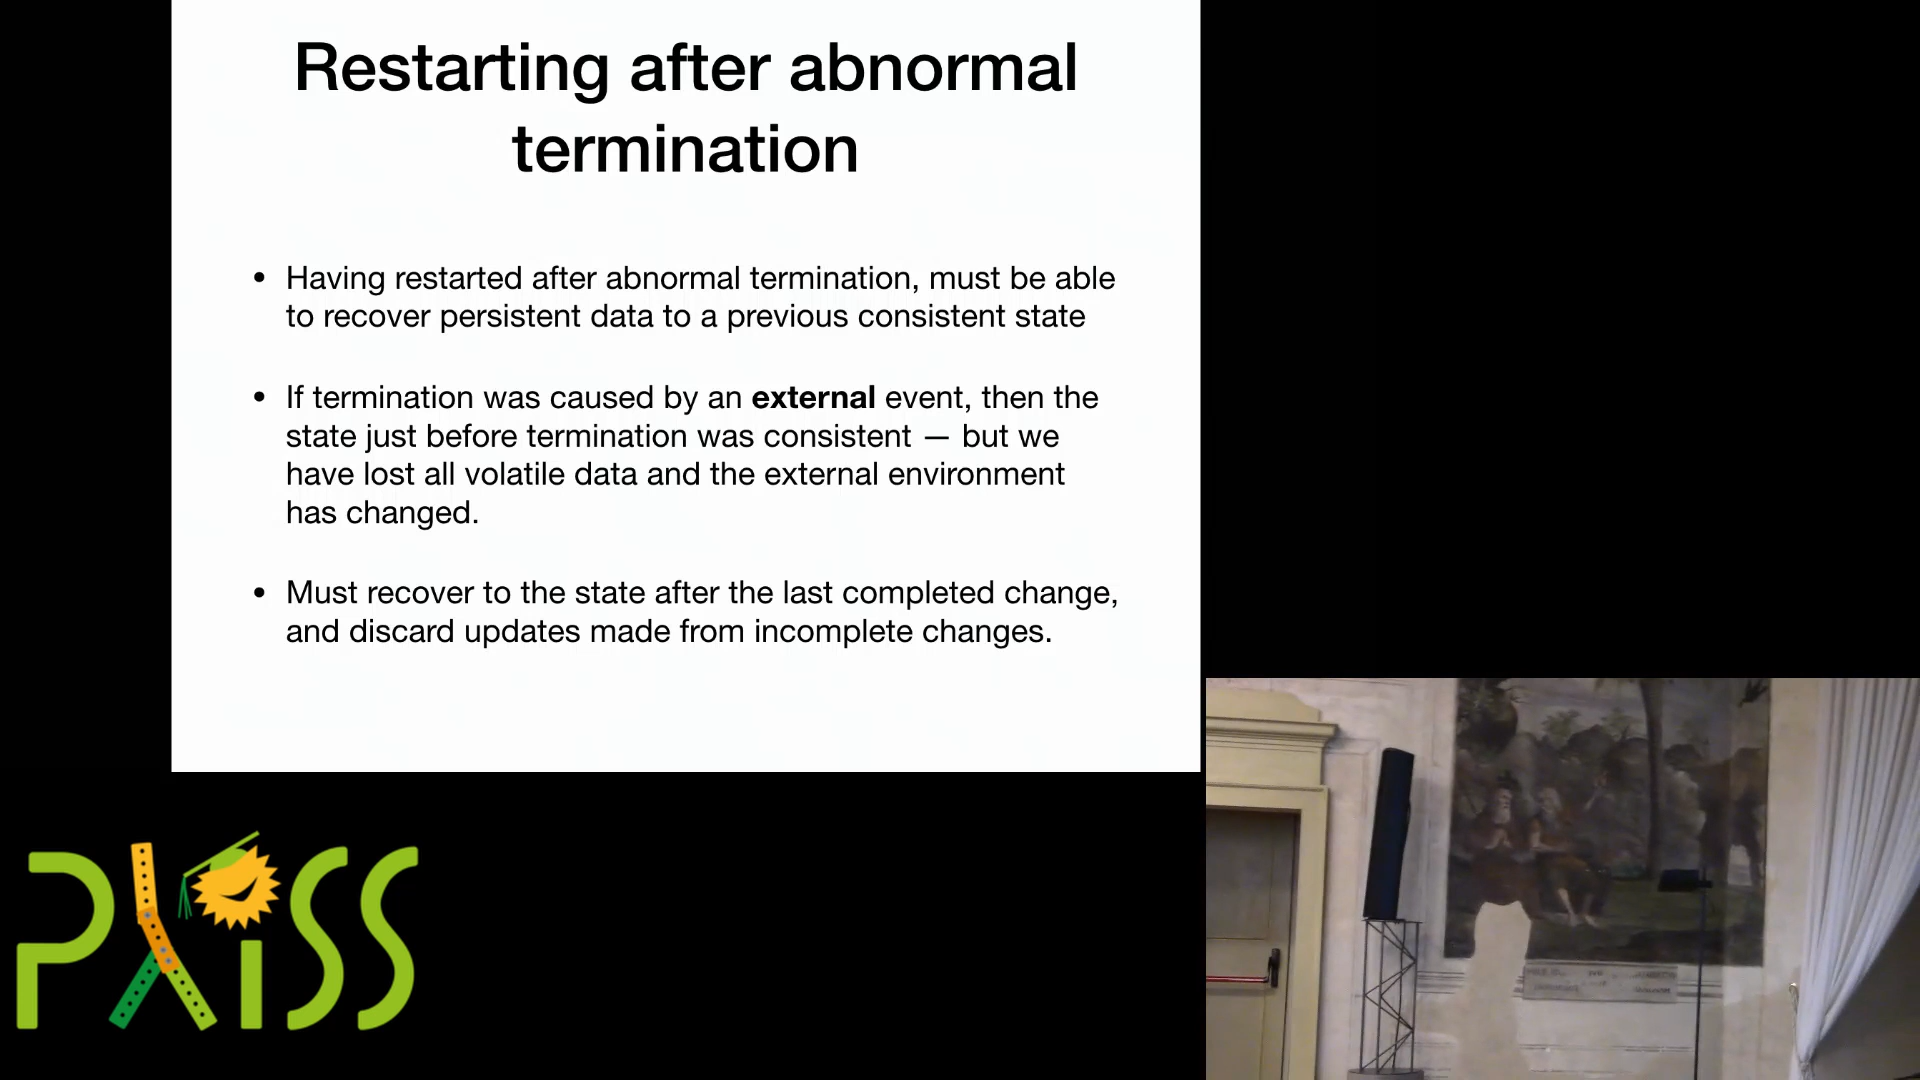 Restarting after abnormal
termination
• Having restarted after abnormal termination, must be able
to recover persistent data to a previous consistent state
• If termination was caused by an external event, then the
state just before termination was consistent — but we
have lost all volatile data and the external environment
has changed.
• Must recover to the state after the last completed change,
and discard updates made from incomplete changes.
PLISS